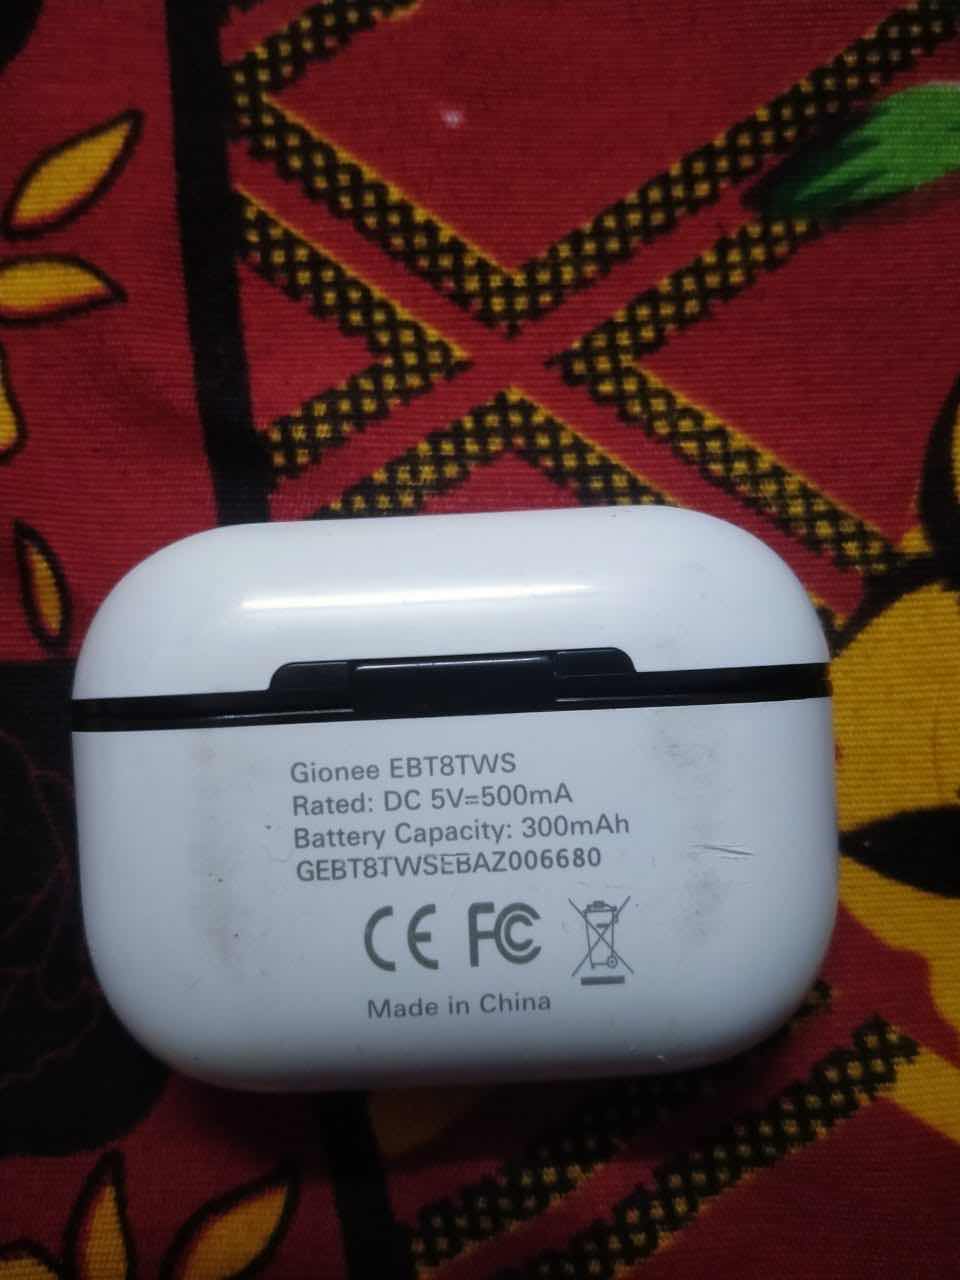 Gionee EBT8TWS
Rated: DC 5V=500mA
Battery Capacity: 300mAh
GEBT8TWSEBAZ006680
CE FC
Made in China